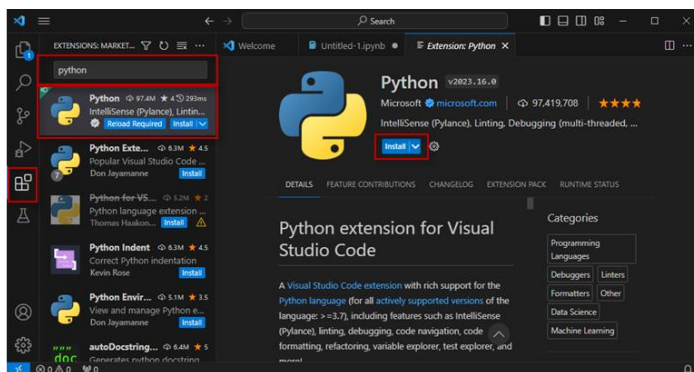 Search
EXTENSIONS: MARKET...
Welcome
Untitled-1.ipynb
Extension: Python
python
Python 97.4M 4.5 293ms
IntelliSense (Pylance), Lintin...
Reload Required Install
Python Exte... 6.3M 4.5
Popular Visual Studio Code ...
Don Jayamanne Install
7
Python for VS... 5.2M 2
Python language extension ...
Thomas Haakon... Install
Python Indent 6.3M 4.5
Correct Python indentation
Kevin Rose Install
Python Envir... 5.1M 3.5
View and manage Python e...
Don Jayamanne Install
autoDocstring... 6.4M 5
Generates python docstring
doc
Python v2023.16.0
Microsoft microsoft.com 97,419,708
IntelliSense (Pylance), Linting, Debugging (multi-threaded, ...
Install
DETAILS FEATURE CONTRIBUTIONS CHANGELOG EXTENSION PACK RUNTIME STATUS
Python extension for Visual
Studio Code
A Visual Studio Code extension with rich support for the
Python language (for all actively supported versions of the
language: >=3.7), including features such as IntelliSense
(Pylance), linting, debugging, code navigation, code
formatting, refactoring, variable explorer, test explorer, and
more!
Categories
Programming
Languages
Debuggers Linters
Formatters Other
Data Science
Machine Learning
0 0 0